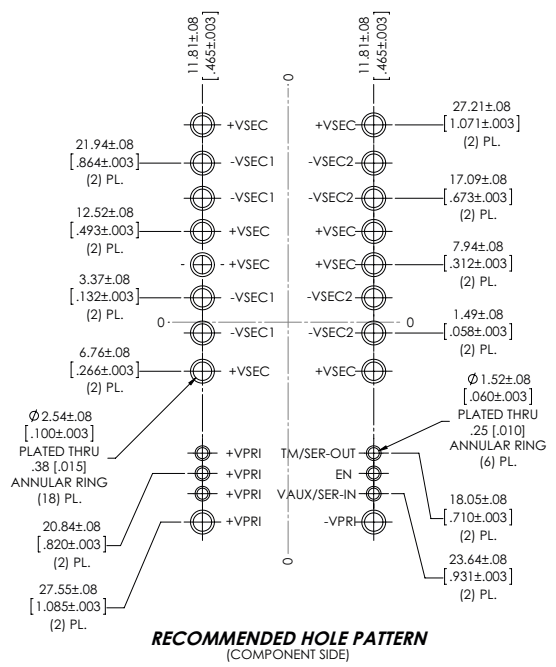 11.81±.08
[.465±.003]
11.81±.08
[.465±.003]
0
+VSEC
+VSEC
27.21±.08
[1.071±.003]
(2) PL.
21.94±.08
[.864±.003]
(2) PL.
-VSEC1
-VSEC2
-VSEC1
-VSEC2
17.09±.08
[.673±.003]
(2) PL.
12.52±.08
[.493±.003]
(2) PL.
+VSEC
+VSEC
+VSEC
+VSEC
7.94±.08
[.312±.003]
(2) PL.
3.37±.08
[.132±.003]
(2) PL.
-VSEC1
-VSEC2
0
-VSEC1
-VSEC2
0
1.49±.08
[.058±.003]
(2) PL.
6.76±.08
[.266±.003]
(2) PL.
+VSEC
+VSEC
Ø 2.54±.08
[.100±.003]
PLATED THRU
.38 [.015]
ANNULAR RING
(18) PL.
Ø 1.52±.08
[.060±.003]
PLATED THRU
.25 [.010]
ANNULAR RING
(6) PL.
+VPRI
TM/SER-OUT
+VPRI
EN
+VPRI
VAUX/SER-IN
+VPRI
-VPRI
20.84±.08
[.820±.003]
(2) PL.
18.05±.08
[.710±.003]
(2) PL.
27.55±.08
[1.085±.003]
(2) PL.
23.64±.08
[.931±.003]
(2) PL.
0
RECOMMENDED HOLE PATTERN
(COMPONENT SIDE)